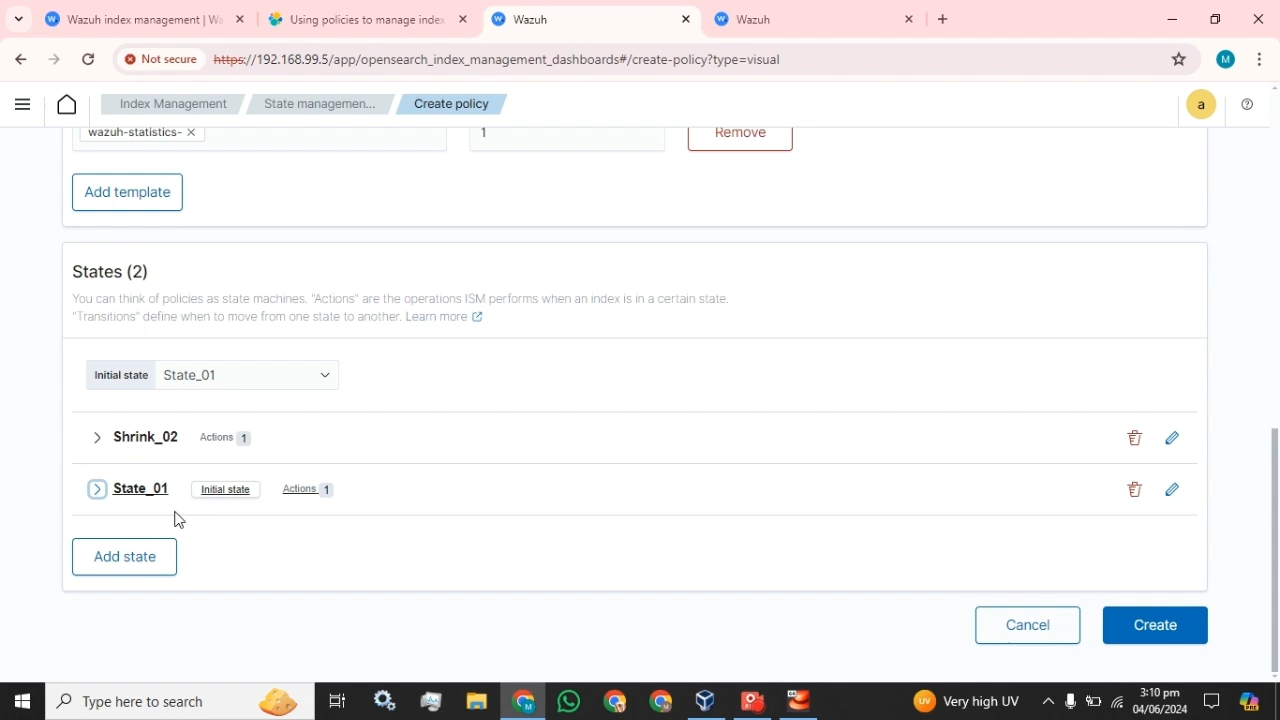 Wazuh index management | Wa
Using policies to manage index
Wazuh
Wazuh
Not secure
https://192.168.99.5/app/opensearch_index_management_dashboards#/create-policy?type=visual
M
Index Management
State managemen...
Create policy
a
wazuh-statistics-
1
Remove
Add template
States (2)
You can think of policies as state machines. "Actions" are the operations ISM performs when an index is in a certain state.
"Transitions" define when to move from one state to another. Learn more
Initial state
State_01
Shrink_02
Actions
1
State_01
Initial state
Actions
1
Add state
Cancel
Create
Type here to search
UV
Very high UV
3:10 pm
04/06/2024